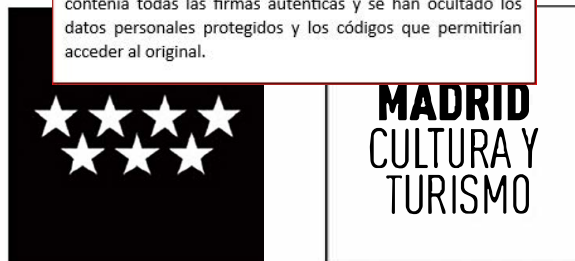 contenía todas las firmas auténticas y se han ocultado los
datos personales protegidos y los códigos que permitirían
acceder al original.
MADRID
CULTURA Y
TURISMO